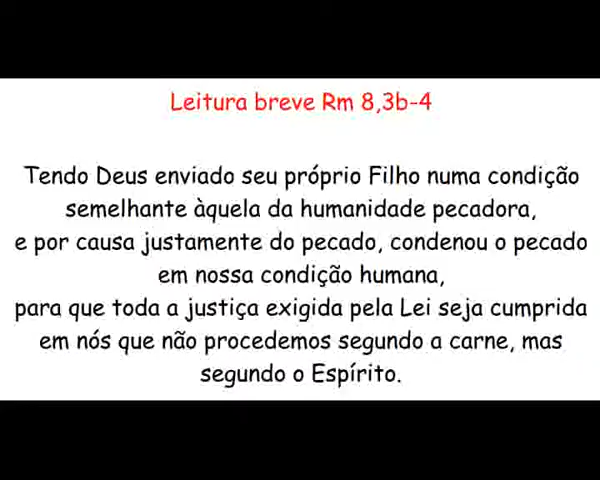 Leitura breve Rm 8,3b-4
Tendo Deus enviado seu próprio Filho numa condição
semelhante àquela da humanidade pecadora,
e por causa justamente do pecado, condenou o pecado
em nossa condição humana,
para que toda a justiça exigida pela Lei seja cumprida
em nós que não procedemos segundo a carne, mas
segundo o Espírito.